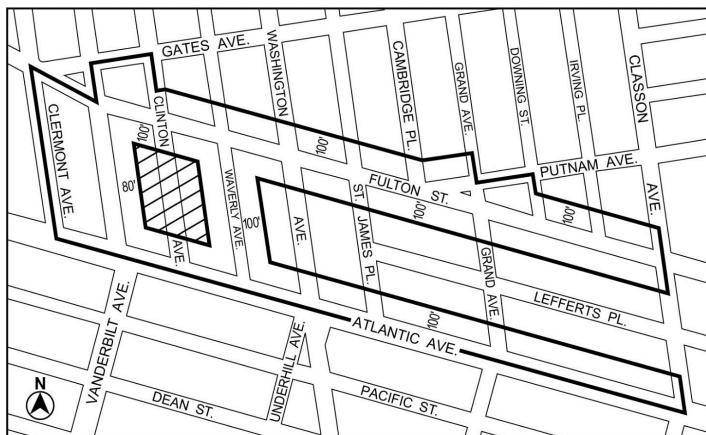 GATES AVE.
WASHINGTON
AVE.
CAMBRIDGE PL.
GRAND AVE.
DOWNING ST.
IRVING PL.
CLASSON
AVE.
CLERMONT AVE.
CLINTON
AVE.
100'
80'
WAVERLY AVE.
100'
100'
FULTON ST.
100'
PUTNAM AVE.
100'
ST. JAMES PL.
GRAND AVE.
LEFFERTS PL.
100'
ATLANTIC AVE.
VANDERBILT AVE.
UNDERHILL AVE.
DEAN ST.
PACIFIC ST.
N